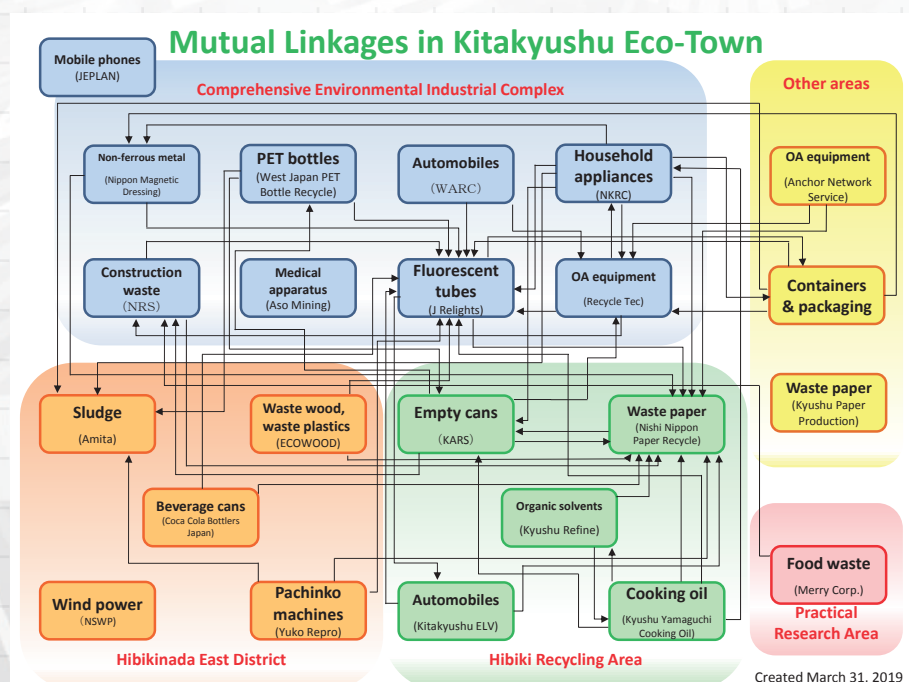 Mutual Linkages in Kitakyushu Eco-Town
Mobile phones
(JEPLAN)
Comprehensive Environmental Industrial Complex
Other areas
Non-ferrous metal
(Nippon Magnetic
Dressing)
PET bottles
(West Japan PET
Bottle Recycle)
Automobiles
(WARC)
Household
appliances
(NKRC)
OA equipment
(Anchor Network
Service)
Construction
waste
(NRS)
Medical
apparatus
(Aso Mining)
Fluorescent
tubes
(J Relights)
OA equipment
(Recycle Tec)
Containers
& packaging
Sludge
(Amita)
Waste wood,
waste plastics
(ECOWOOD)
Empty cans
(KARS)
Waste paper
(Nishi Nippon
Paper Recycle)
Waste paper
(Kyushu Paper
Production)
Beverage cans
(Coca Cola Bottlers
Japan)
Organic solvents
(Kyushu Refine)
Food waste
(Merry Corp.)
Wind power
(NSWP)
Pachinko
machines
(Yuko Repro)
Automobiles
(Kitakyushu ELV)
Cooking oil
(Kyushu Yamaguchi
Cooking Oil)
Practical
Research Area
Hibikinada East District
Hibiki Recycling Area
Created March 31, 2019